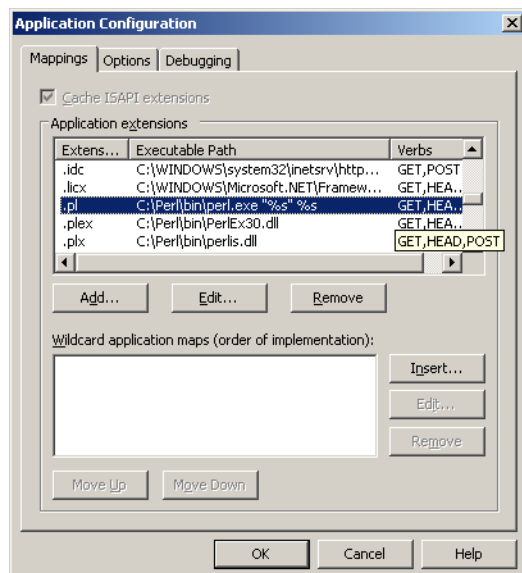 Application Configuration
Mappings Options Debugging
Cache ISAPI extensions
Application extensions
Extens... Executable Path Verbs
.idc C:\WINDOWS\system32\inetsrv\http... GET,POST
.licx C:\WINDOWS\Microsoft.NET\Framew... GET,HEA..
.pl C:\Perl\bin\perl.exe "%s" %s GET,HEA..
.plex C:\Perl\bin\PerlEx30.dll GET,HEA..
.plx C:\Perl\bin\perlis.dll GET,HEAD,POST
Add... Edit... Remove
Wildcard application maps (order of implementation):
Insert...
Edit...
Remove
Move Up Move Down
OK Cancel Help